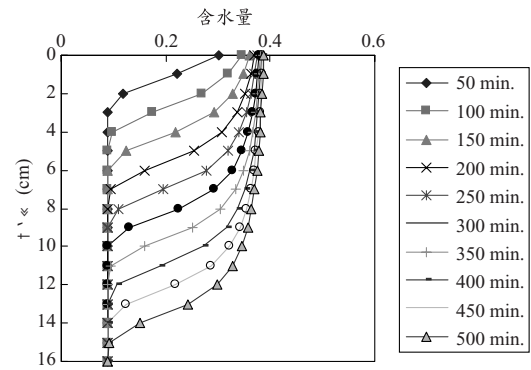 含水量
0 0.2 0.4 0.6
0
2
4
6
8
10
12
14
16
† ‵ « (cm)
50 min.
100 min.
150 min.
200 min.
250 min.
300 min.
350 min.
400 min.
450 min.
500 min.